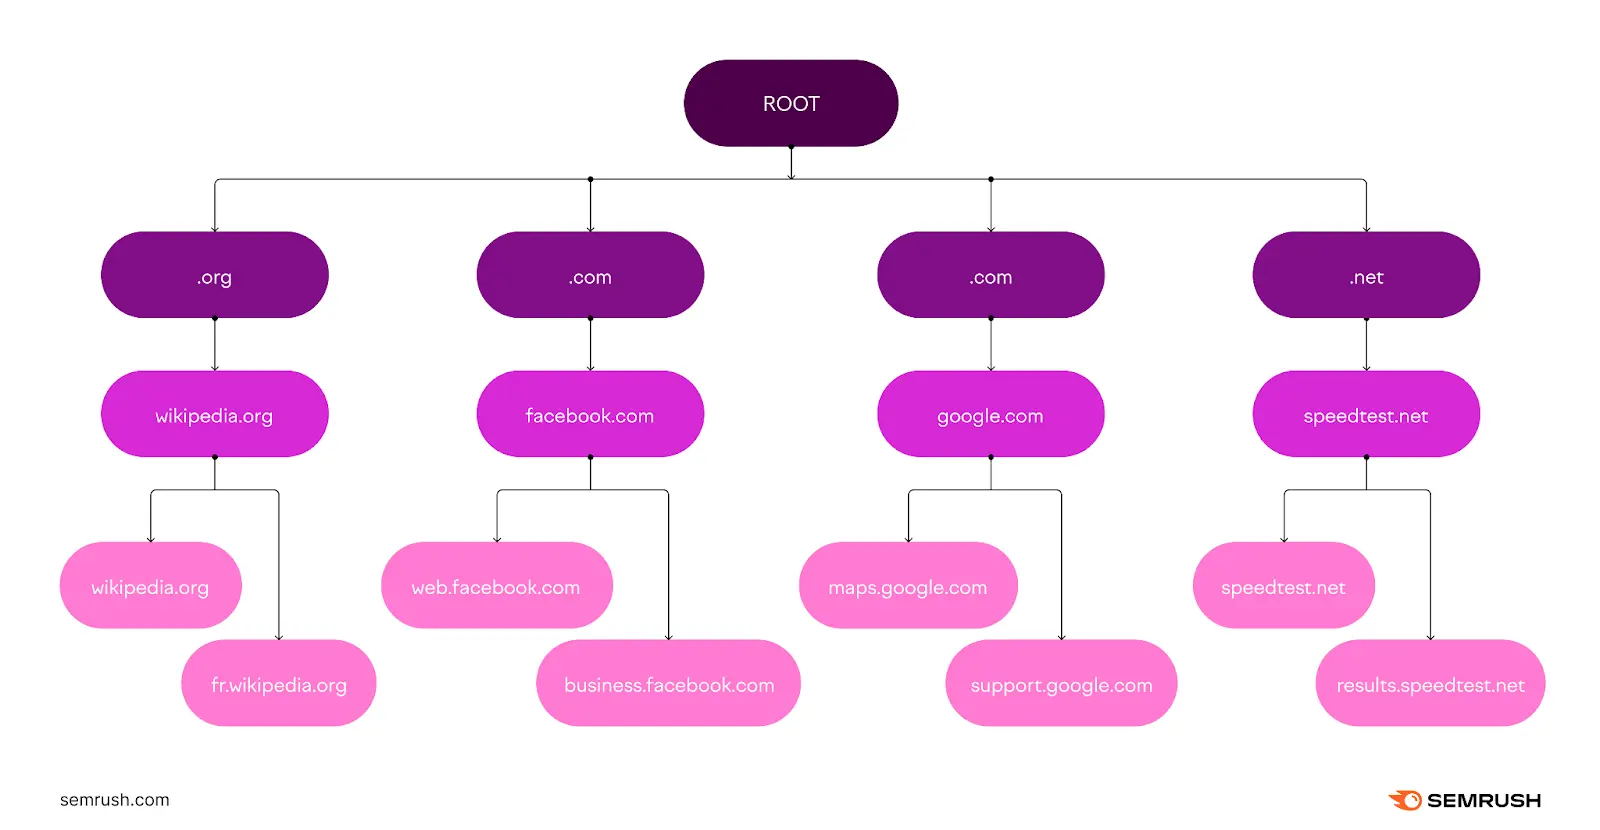 ROOT
.org
.com
.com
.net
wikipedia.org
facebook.com
google.com
speedtest.net
wikipedia.org
web.facebook.com
maps.google.com
speedtest.net
fr.wikipedia.org
business.facebook.com
support.google.com
results.speedtest.net
semrush.com
SEMRUSH